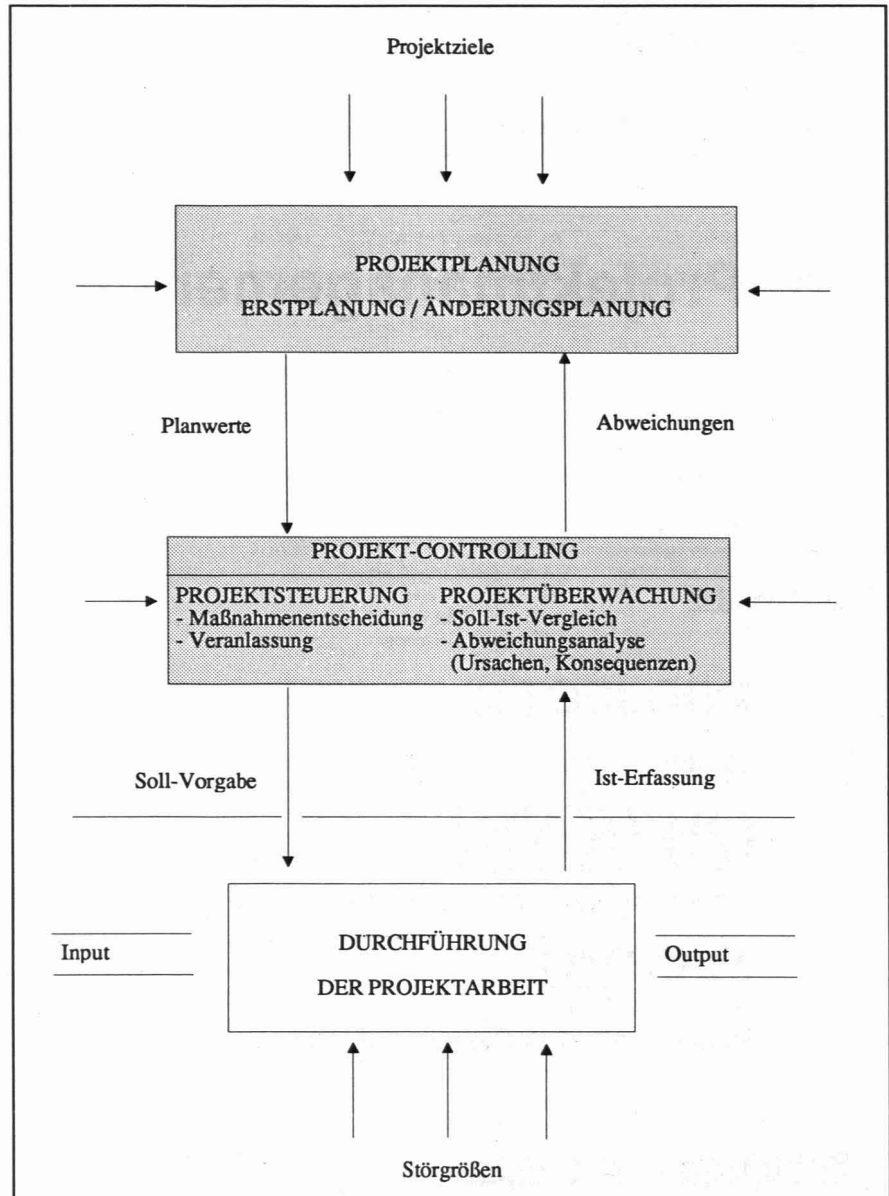 Projektziele
PROJEKTPLANUNG
ERSTPLANUNG / ÄNDERUNGSPLANUNG
Planwerte
Abweichungen
PROJEKT-CONTROLLING
PROJEKTSTEUERUNG
- Maßnahmenentscheidung
- Veranlassung
PROJEKTÜBERWACHUNG
- Soll-Ist-Vergleich
- Abweichungsanalyse
(Ursachen, Konsequenzen)
Soll-Vorgabe
Ist-Erfassung
Input
DURCHFÜHRUNG
DER PROJEKTARBEIT
Output
Störgrößen